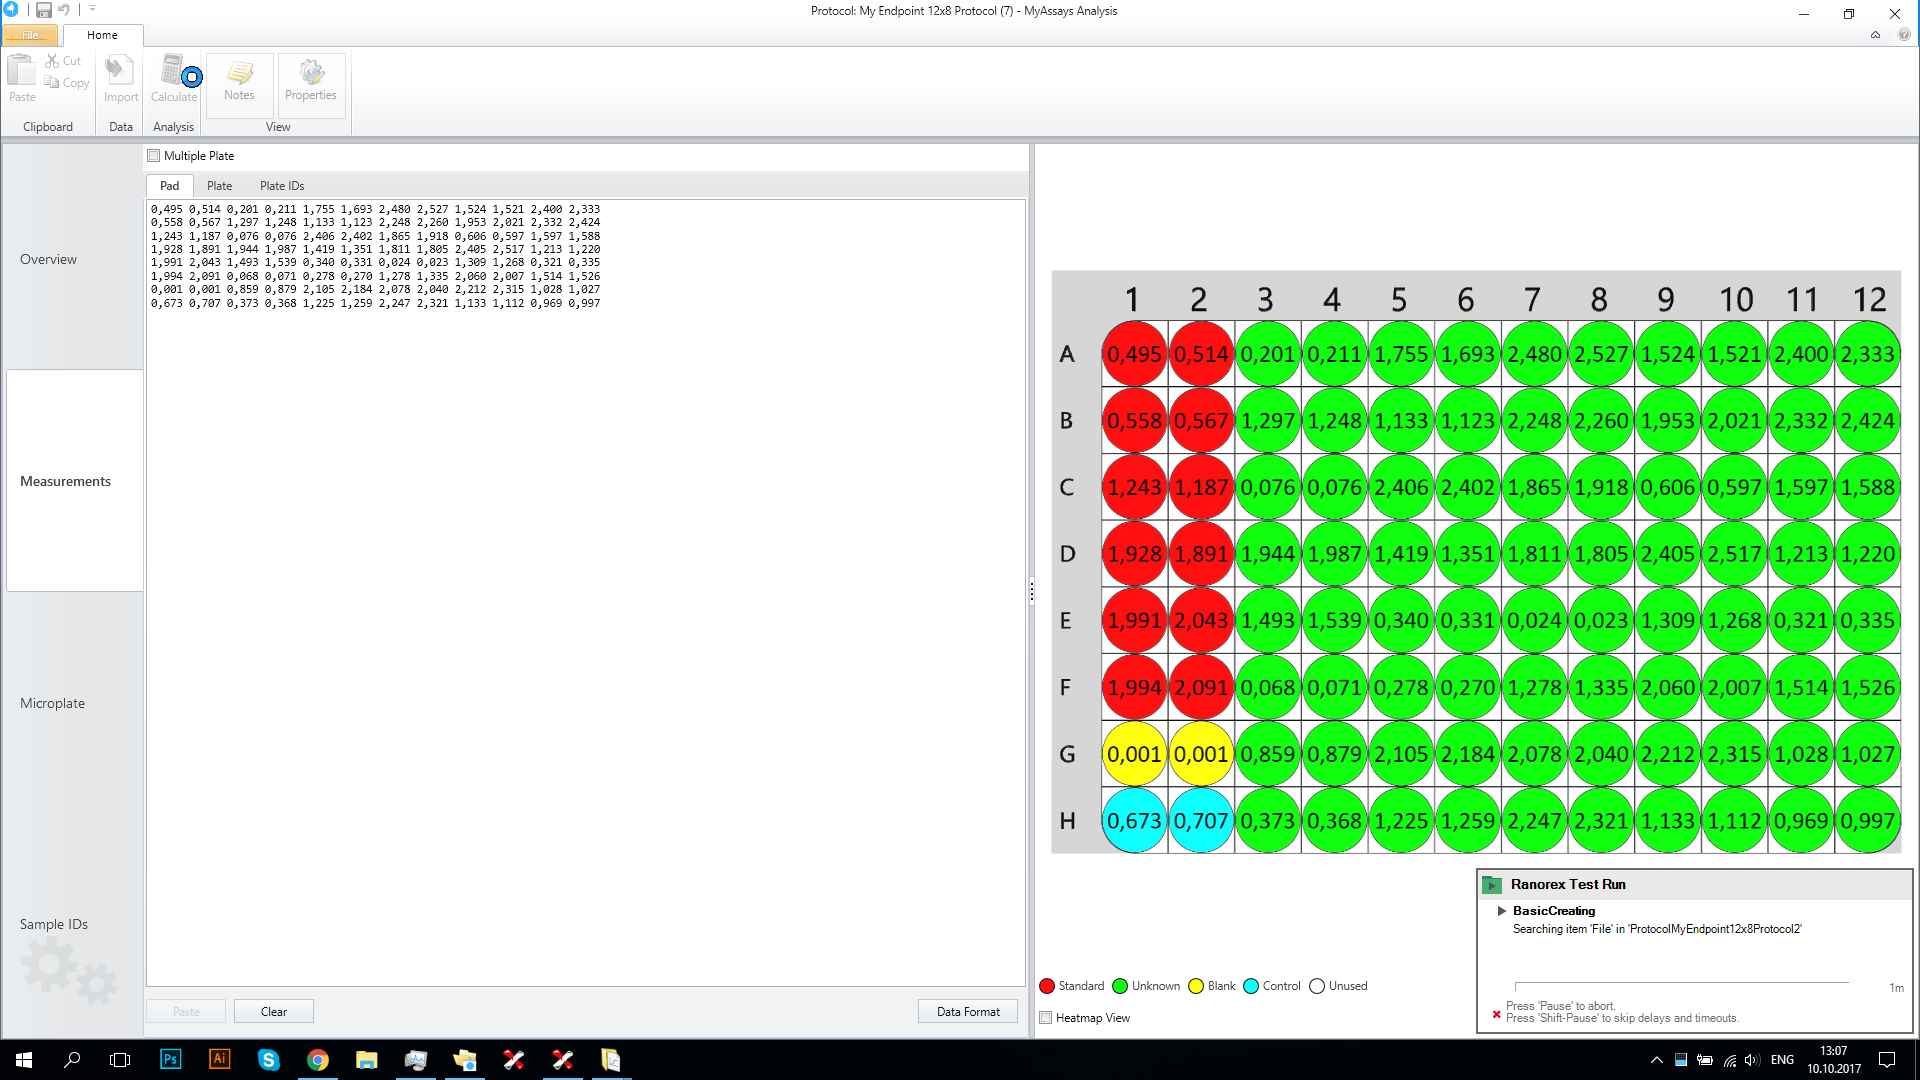 Protocol: My Endpoint 12x8 Protocol (7) - MyAssays Analysis
File
Home
Cut
Copy
Paste
Import
Calculate
Notes
Properties
Clipboard
Data
Analysis
View
Multiple Plate
Pad
Plate
Plate IDs
Overview
Measurements
Microplate
Sample IDs
0,495 0,514 0,201 0,211 1,755 1,693 2,480 2,527 1,524 1,521 2,400 2,333
0,558 0,567 1,297 1,248 1,133 1,123 2,248 2,260 1,953 2,021 2,332 2,424
1,243 1,187 0,076 0,076 2,406 2,402 1,865 1,918 0,606 0,597 1,597 1,588
1,928 1,891 1,944 1,987 1,419 1,351 1,811 1,805 2,405 2,517 1,213 1,220
1,991 2,043 1,493 1,539 0,340 0,331 0,024 0,023 1,309 1,268 0,321 0,335
1,994 2,091 0,068 0,071 0,278 0,270 1,278 1,335 2,060 2,007 1,514 1,526
0,001 0,001 0,859 0,879 2,105 2,184 2,078 2,040 2,212 2,315 1,028 1,027
0,673 0,707 0,373 0,368 1,225 1,259 2,247 2,321 1,133 1,112 0,969 0,997
Paste
Clear
Data Format
1 2 3 4 5 6 7 8 9 10 11 12
A 0,495 0,514 0,201 0,211 1,755 1,693 2,480 2,527 1,524 1,521 2,400 2,333
B 0,558 0,567 1,297 1,248 1,133 1,123 2,248 2,260 1,953 2,021 2,332 2,424
C 1,243 1,187 0,076 0,076 2,406 2,402 1,865 1,918 0,606 0,597 1,597 1,588
D 1,928 1,891 1,944 1,987 1,419 1,351 1,811 1,805 2,405 2,517 1,213 1,220
E 1,991 2,043 1,493 1,539 0,340 0,331 0,024 0,023 1,309 1,268 0,321 0,335
F 1,994 2,091 0,068 0,071 0,278 0,270 1,278 1,335 2,060 2,007 1,514 1,526
G 0,001 0,001 0,859 0,879 2,105 2,184 2,078 2,040 2,212 2,315 1,028 1,027
H 0,673 0,707 0,373 0,368 1,225 1,259 2,247 2,321 1,133 1,112 0,969 0,997
Standard Unknown Blank Control Unused
Heatmap View
Ranorex Test Run
BasicCreating
Searching item 'File' in 'ProtocolMyEndpoint12x8Protocol2'
1m
Press 'Pause' to abort.
Press 'Shift-Pause' to skip delays and timeouts.
Ps
Ai
ENG
13:07
10.10.2017